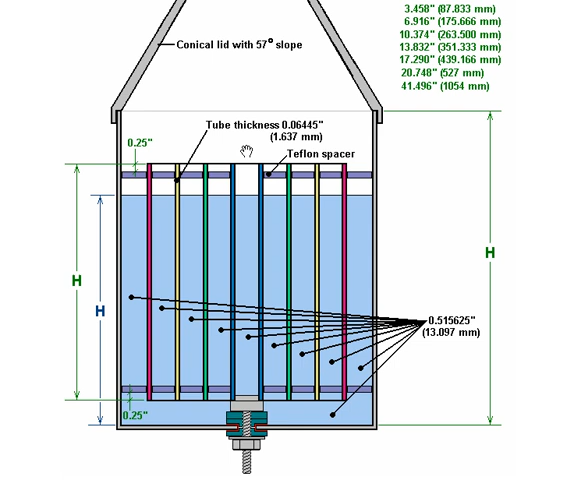 3.458" (87.833 mm)
6.916" (175.666 mm)
10.374" (263.500 mm)
13.832" (351.333 mm)
17.290" (439.166 mm)
20.748" (527 mm)
41.496" (1054 mm)
Conical lid with 57° slope
Tube thickness 0.06445"
(1.637 mm)
0.25"
Teflon spacer
H
H
H
0.515625"
(13.097 mm)
0.25"